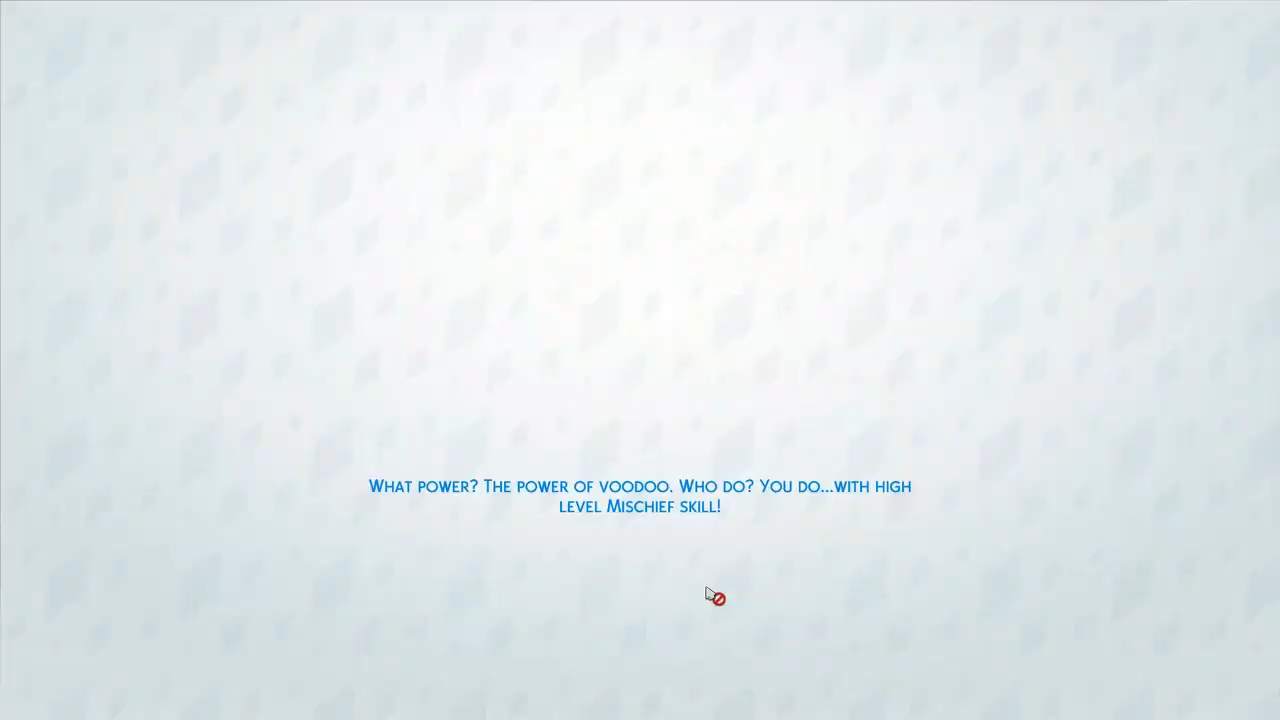 What power? The power of voodoo. Who do? You do...with high
level Mischief skill!